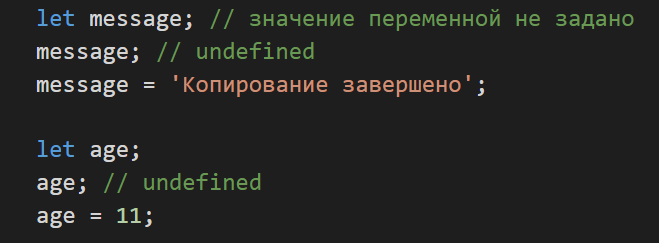 let message; // значение переменной не задано
message; // undefined
message = 'Копирование завершено';
let age;
age; // undefined
age = 11;